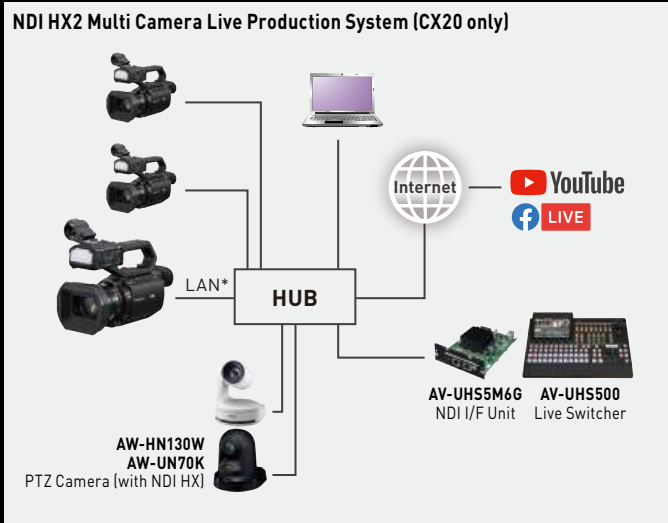 NDI HX2 Multi Camera Live Production System (CX20 only)
Internet
YouTube
LIVE
LAN*
HUB
AV-UHS5M6G
NDI I/F Unit
AV-UHS500
Live Switcher
AW-HN130W
AW-UN70K
PTZ Camera (with NDI HX)